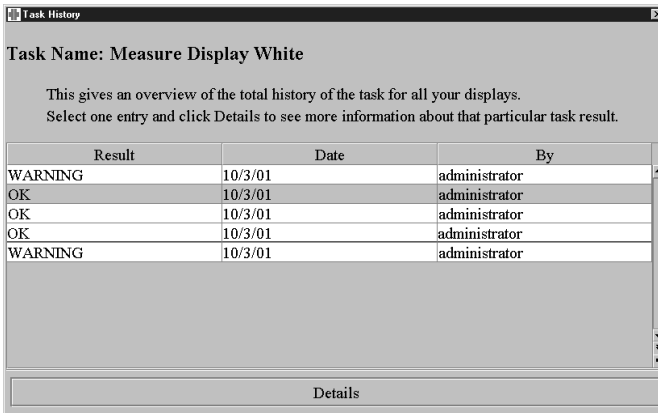 Task History
Task Name: Measure Display White
This gives an overview of the total history of the task for all your displays.
Select one entry and click Details to see more information about that particular task result.
Result Date By
WARNING 10/3/01 administrator
OK 10/3/01 administrator
OK 10/3/01 administrator
OK 10/3/01 administrator
WARNING 10/3/01 administrator
Details